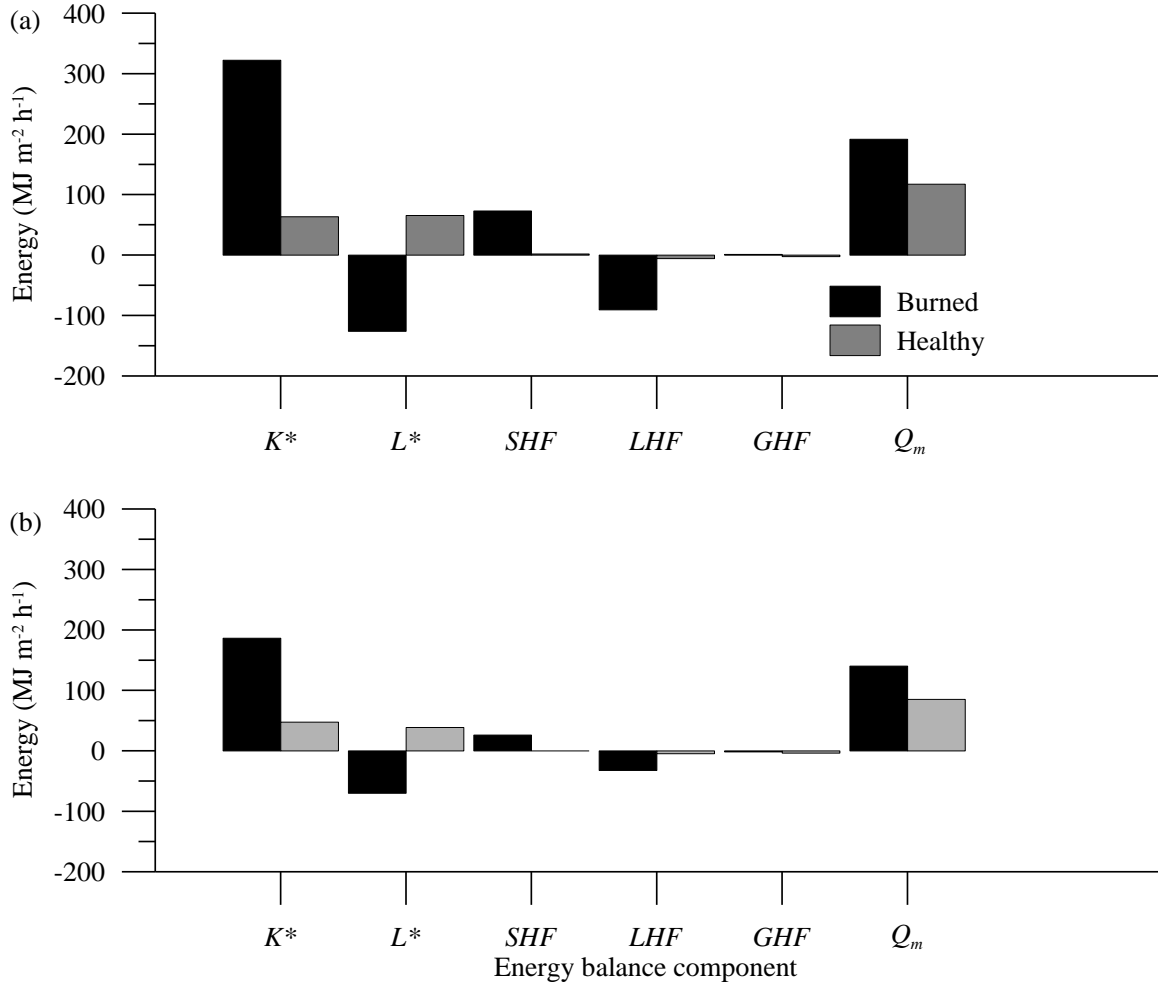 (a)
Energy (MJ m-2 h-1)
400
300
200
100
0
-100
-200
Burned
Healthy
K* L* SHF LHF GHF Qm
(b)
Energy (MJ m-2 h-1)
400
300
200
100
0
-100
-200
K* L* SHF LHF GHF Qm
Energy balance component